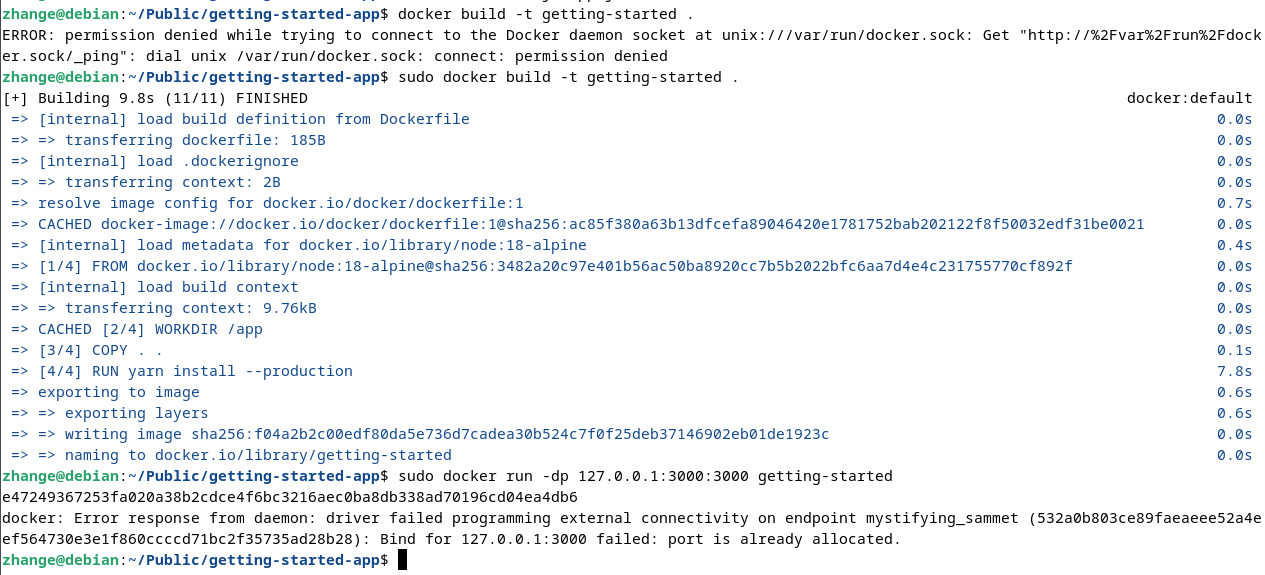 zhange@debian:~/Public/getting-started-app$ docker build -t getting-started .
ERROR: permission denied while trying to connect to the Docker daemon socket at unix:///var/run/docker.sock: Get "http://%2Fvar%2Frun%2Fdock
er.sock/_ping": dial unix /var/run/docker.sock: connect: permission denied
zhange@debian:~/Public/getting-started-app$ sudo docker build -t getting-started .
[+] Building 9.8s (11/11) FINISHED docker:default
=> [internal] load build definition from Dockerfile 0.0s
=> => transferring dockerfile: 185B 0.0s
=> [internal] load .dockerignore 0.0s
=> => transferring context: 2B 0.0s
=> resolve image config for docker.io/docker/dockerfile:1 0.7s
=> CACHED docker-image://docker.io/docker/dockerfile:1@sha256:ac85f380a63b13dfcefa89046420e1781752bab202122f8f50032edf31be0021 0.0s
=> [internal] load metadata for docker.io/library/node:18-alpine 0.4s
=> [1/4] FROM docker.io/library/node:18-alpine@sha256:3482a20c97e401b56ac50ba8920cc7b5b2022bfc6aa7d4e4c231755770cf892f 0.0s
=> [internal] load build context 0.0s
=> => transferring context: 9.76kB 0.0s
=> CACHED [2/4] WORKDIR /app 0.0s
=> [3/4] COPY . . 0.1s
=> [4/4] RUN yarn install --production 7.8s
=> exporting to image 0.6s
=> => exporting layers 0.6s
=> => writing image sha256:f04a2b2c00edf80da5e736d7cadea30b524c7f0f25deb37146902eb01de1923c 0.0s
=> => naming to docker.io/library/getting-started 0.0s
zhange@debian:~/Public/getting-started-app$ sudo docker run -dp 127.0.0.1:3000:3000 getting-started
e47249367253fa020a38b2cdce4f6bc3216aec0ba8db338ad70196cd04ea4db6
docker: Error response from daemon: driver failed programming external connectivity on endpoint mystifying_sammet (532a0b803ce89faeaeee52a4e
ef564730e3e1f860ccccd71bc2f35735ad28b28): Bind for 127.0.0.1:3000 failed: port is already allocated.
zhange@debian:~/Public/getting-started-app$